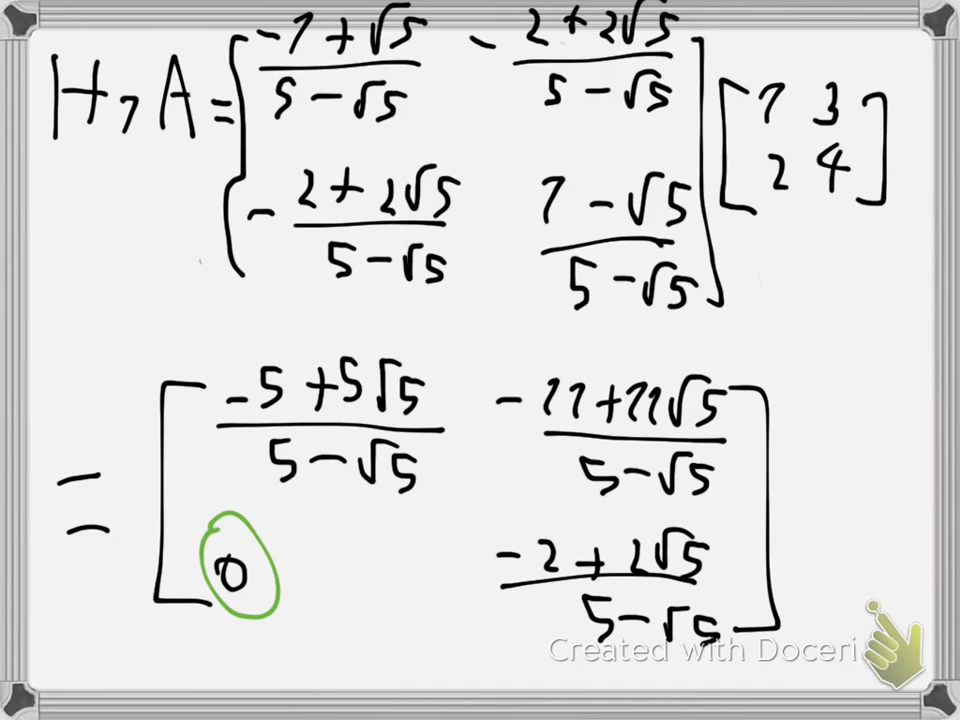 H₁A = [ (-1 + √5)/(5 - √5)   - (2 + 2√5)/(5 - √5) ] [ 1 3 ]
[ - (2 + 2√5)/(5 - √5)   (1 - √5)/(5 - √5) ] [ 2 4 ]
= [ (-5 + 5√5)/(5 - √5)   (-11 + 11√5)/(5 - √5) ]
[ 0   (-2 + 2√5)/(5 - √5) ]
Created with Doceri